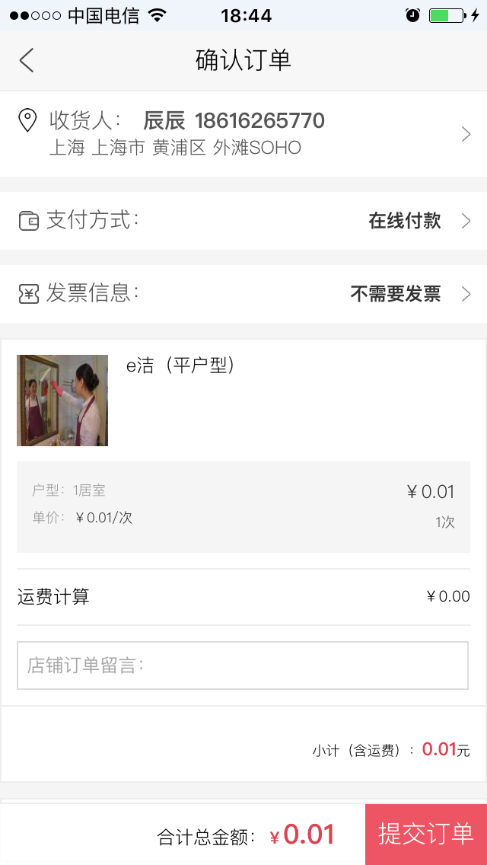 中国电信 18:44
确认订单
收货人： 辰辰 18616265770
上海 上海市 黄浦区 外滩SOHO
支付方式： 在线付款
发票信息： 不需要发票
e洁（平户型）
户型：1居室 ￥0.01
单价：￥0.01/次 1次
运费计算 ￥0.00
店铺订单留言：
小计（含运费）：0.01元
合计总金额：￥0.01 提交订单